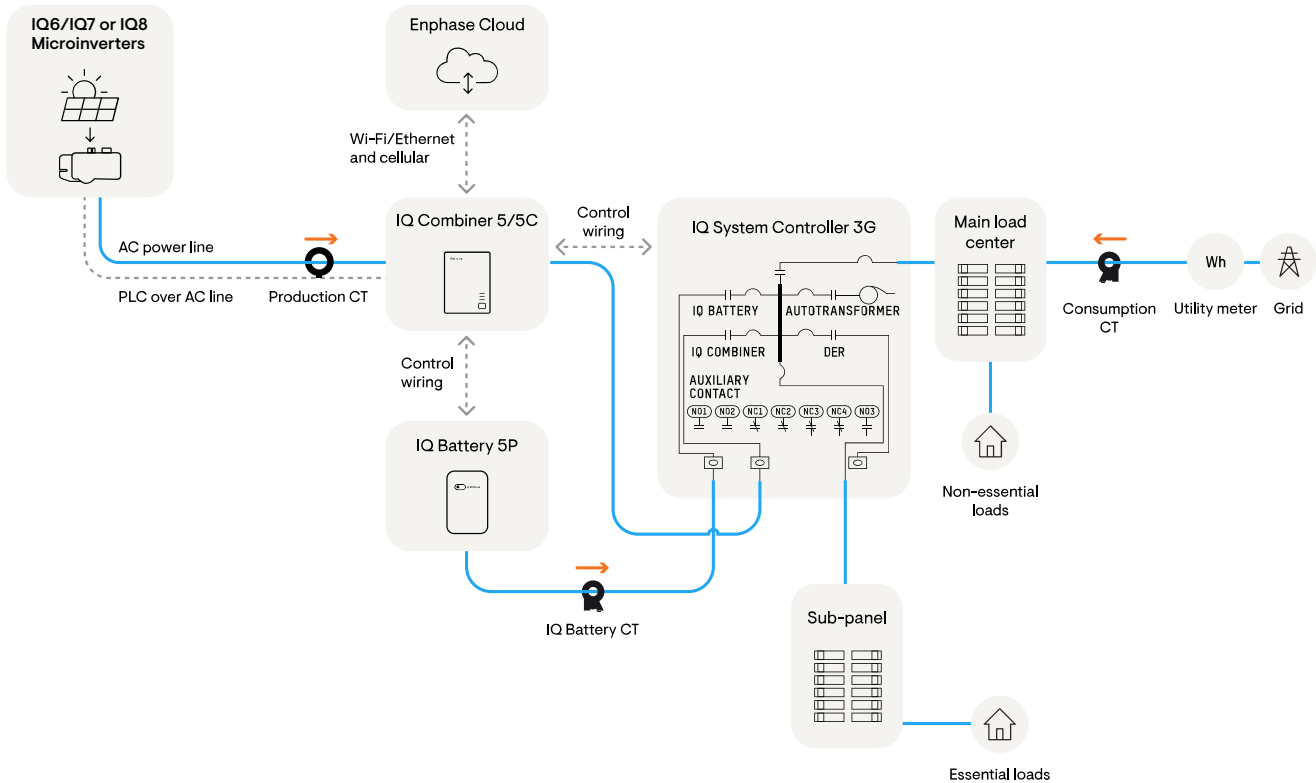 IQ6/IQ7 or IQ8
Microinverters
Enphase Cloud
Wi-Fi/Ethernet
and cellular
AC power line
PLC over AC line
Production CT
IQ Combiner 5/5C
Control
wiring
IQ System Controller 3G
IQ BATTERY
AUTOTRANSFORMER
IQ COMBINER
DER
AUXILIARY
CONTACT
NO1 NO2 NC1 NC2 NC3 NC4 NO3
Main load
center
Consumption
CT
Wh
Utility meter
Grid
Non-essential
loads
Control
wiring
IQ Battery 5P
IQ Battery CT
Sub-panel
Essential loads